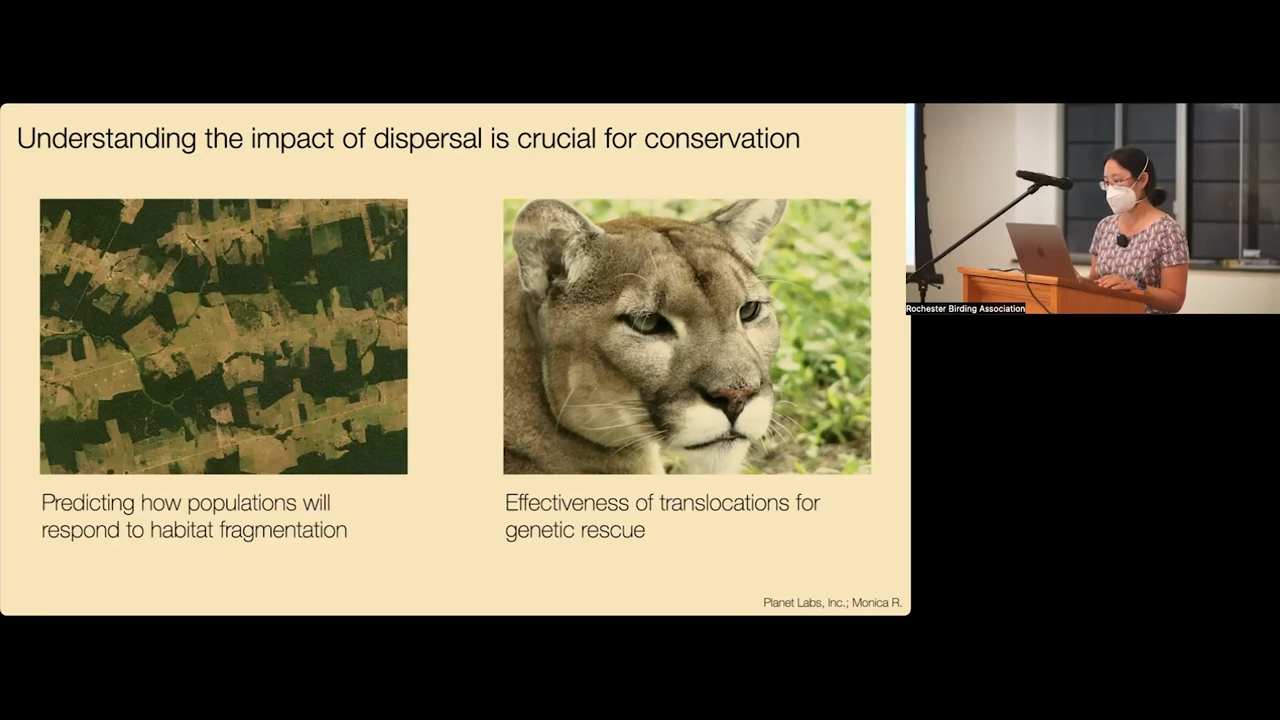 Understanding the impact of dispersal is crucial for conservation
Predicting how populations will
respond to habitat fragmentation
Effectiveness of translocations for
genetic rescue
Planet Labs, Inc.; Monica R.
Rochester Birding Association